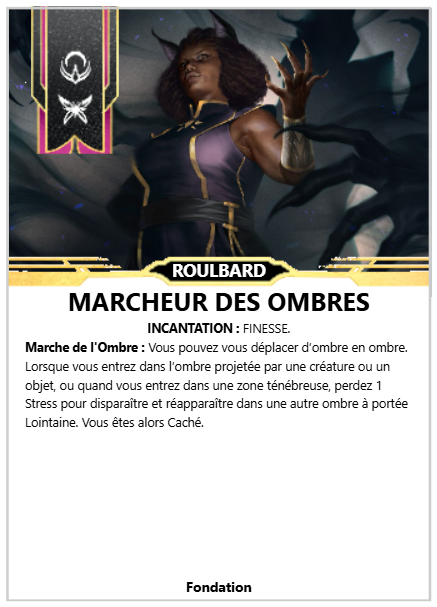 ROULBARD
MARCHEUR DES OMBRES
INCANTATION : FINESSE.
Marche de l'Ombre : Vous pouvez vous déplacer d'ombre en ombre.
Lorsque vous entrez dans l'ombre projetée par une créature ou un
objet, ou quand vous entrez dans une zone ténébreuse, perdez 1
Stress pour disparaître et réapparaître dans une autre ombre à portée
Lointaine. Vous êtes alors Caché.
Fondation